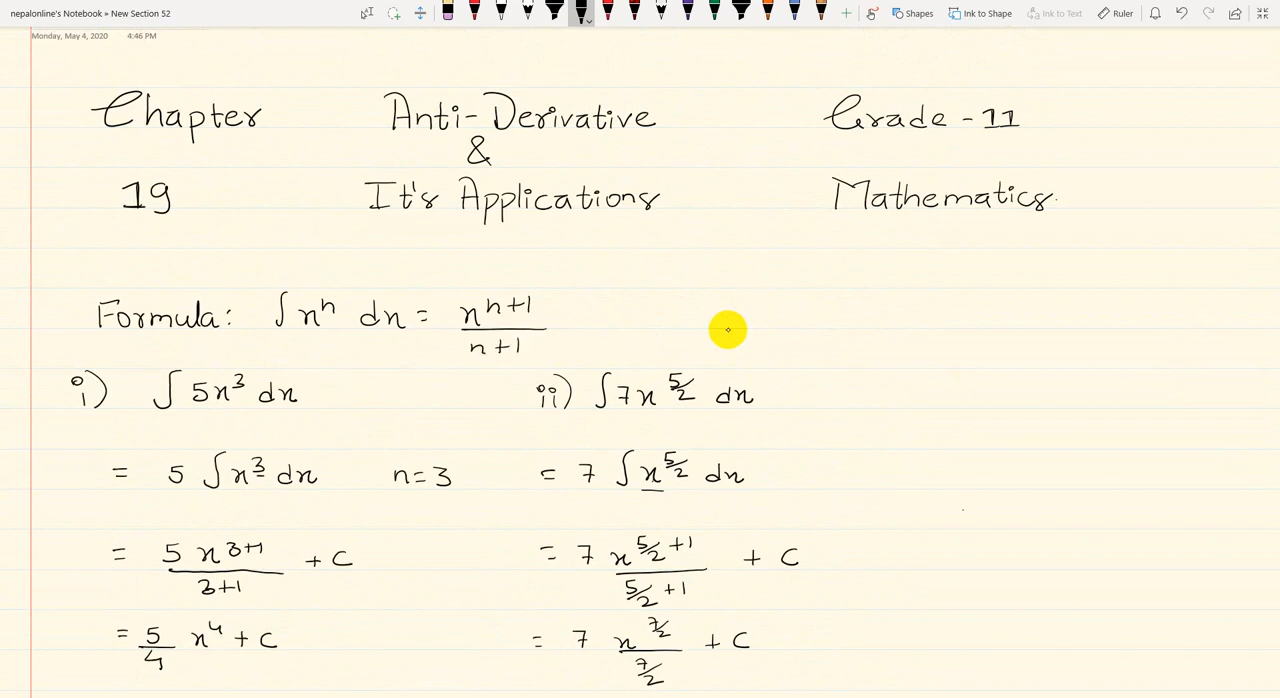 nepalonline's Notebook » New Section 52
Shapes Ink to Shape Ink to Text Ruler
Monday, May 4, 2020 4:46 PM
Chapter Anti-Derivative Grade - 11
&
19 It's Applications Mathematics.
Formula: ∫xⁿ dx = xⁿ⁺¹/n+1
i) ∫5x³ dx ii) ∫7x^5/2 dx
= 5 ∫x³ dx n=3 = 7 ∫x^5/2 dx
= 5 x^3+1/3+1 + c = 7 x^5/2+1/5/2+1 + c
= 5/4 x⁴ + c = 7 x^7/2/7/2 + c